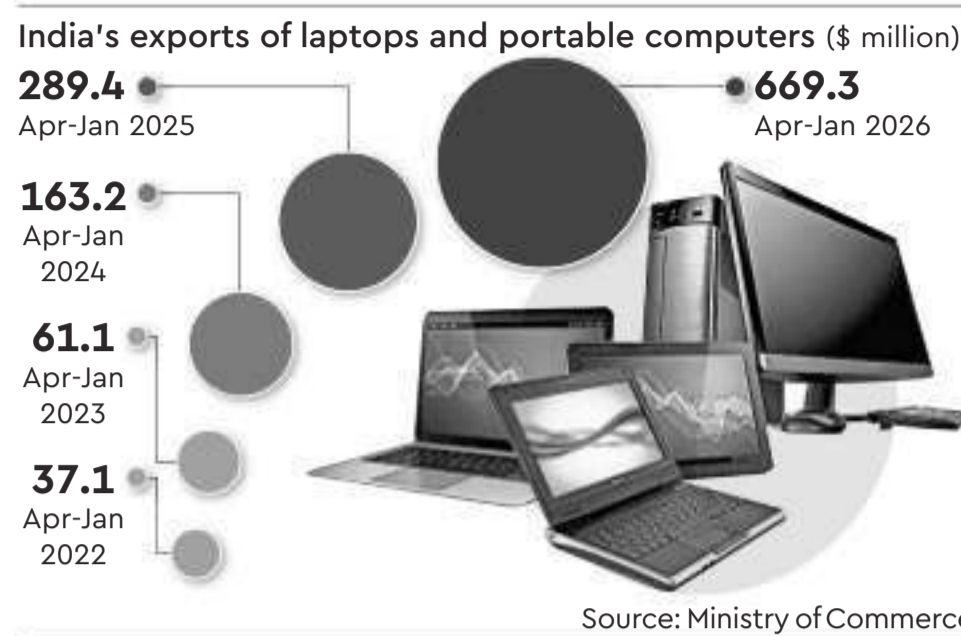 India's exports of laptops and portable computers ($ million)
289.4
Apr-Jan 2025
669.3
Apr-Jan 2026
163.2
Apr-Jan
2024
61.1
Apr-Jan
2023
37.1
Apr-Jan
2022
Source: Ministry of Commerce